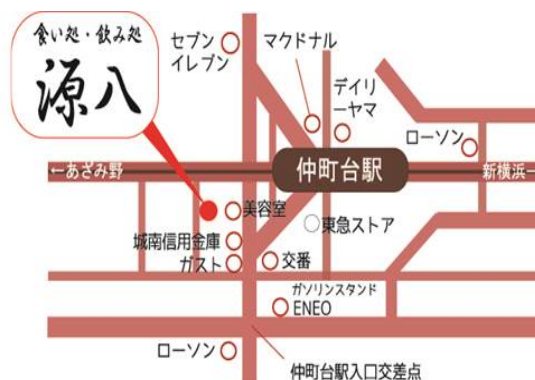 食い処・飲み処
源八
セブン
イレブン
マクドナル
デイリ
ーヤマ
ローソン
←あざみ野
仲町台駅
新横浜→
美容室
東急ストア
城南信用金庫
ガスト
交番
ガソリンスタンド
ENEO
ローソン
仲町台駅入口交差点